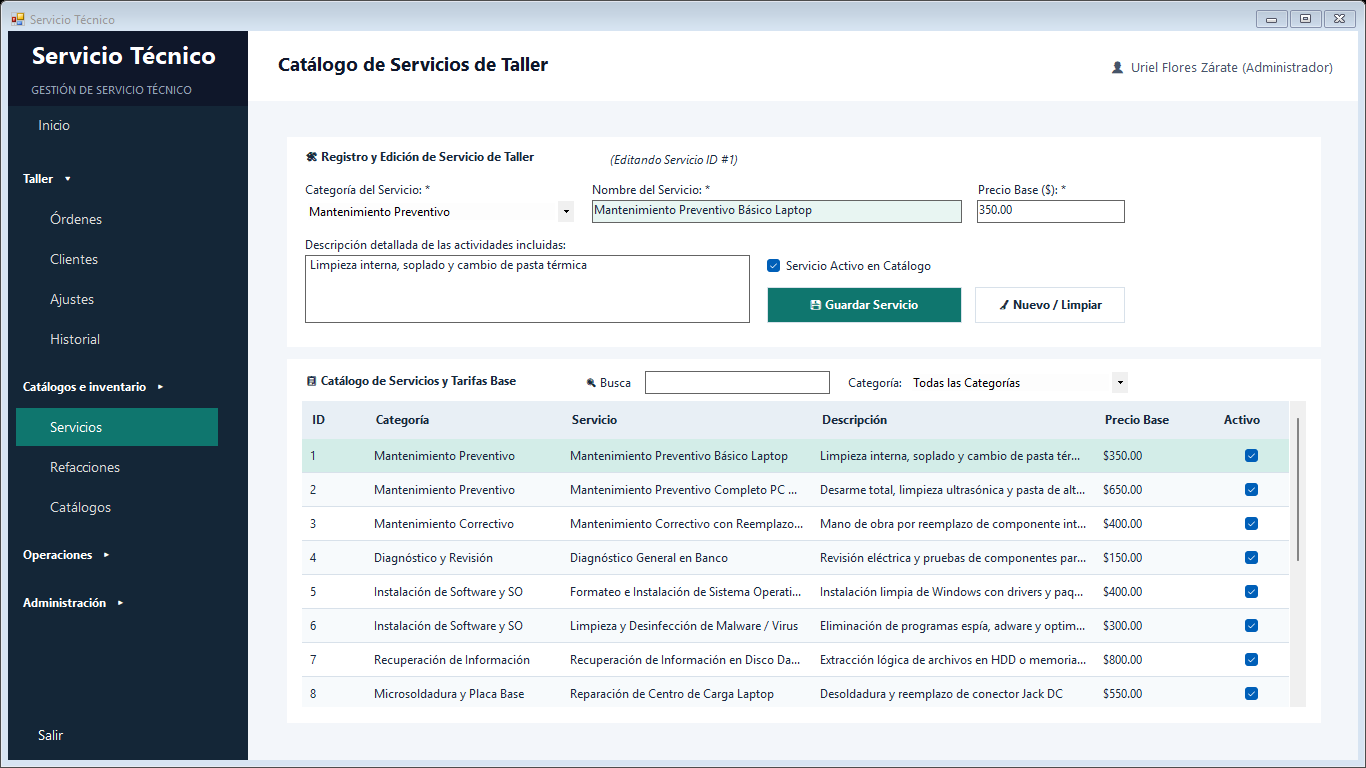 Servicio Técnico
Servicio Técnico
GESTIÓN DE SERVICIO TÉCNICO
Inicio
Taller
Órdenes
Clientes
Ajustes
Historial
Catálogos e inventario
Servicios
Refacciones
Catálogos
Operaciones
Administración
Salir
Catálogo de Servicios de Taller
Uriel Flores Zárate (Administrador)
Registro y Edición de Servicio de Taller (Editando Servicio ID #1)
Categoría del Servicio: * Nombre del Servicio: * Precio Base ($): *
Mantenimiento Preventivo Mantenimiento Preventivo Básico Laptop 350.00
Descripción detallada de las actividades incluidas:
Limpieza interna, soplado y cambio de pasta térmica
Servicio Activo en Catálogo
Guardar Servicio Nuevo / Limpiar
Catálogo de Servicios y Tarifas Base Busca Categoría: Todas las Categorías
ID Categoría Servicio Descripción Precio Base Activo
1 Mantenimiento Preventivo Mantenimiento Preventivo Básico Laptop Limpieza interna, soplado y cambio de pasta tér... $350.00
2 Mantenimiento Preventivo Mantenimiento Preventivo Completo PC ... Desarme total, limpieza ultrasónica y pasta de alt... $650.00
3 Mantenimiento Correctivo Mantenimiento Correctivo con Reemplazo... Mano de obra por reemplazo de componente int... $400.00
4 Diagnóstico y Revisión Diagnóstico General en Banco Revisión eléctrica y pruebas de componentes par... $150.00
5 Instalación de Software y SO Formateo e Instalación de Sistema Operati... Instalación limpia de Windows con drivers y paq... $400.00
6 Instalación de Software y SO Limpieza y Desinfección de Malware / Virus Eliminación de programas espía, adware y optim... $300.00
7 Recuperación de Información Recuperación de Información en Disco Da... Extracción lógica de archivos en HDD o memoria... $800.00
8 Microsoldadura y Placa Base Reparación de Centro de Carga Laptop Desoldadura y reemplazo de conector Jack DC $550.00